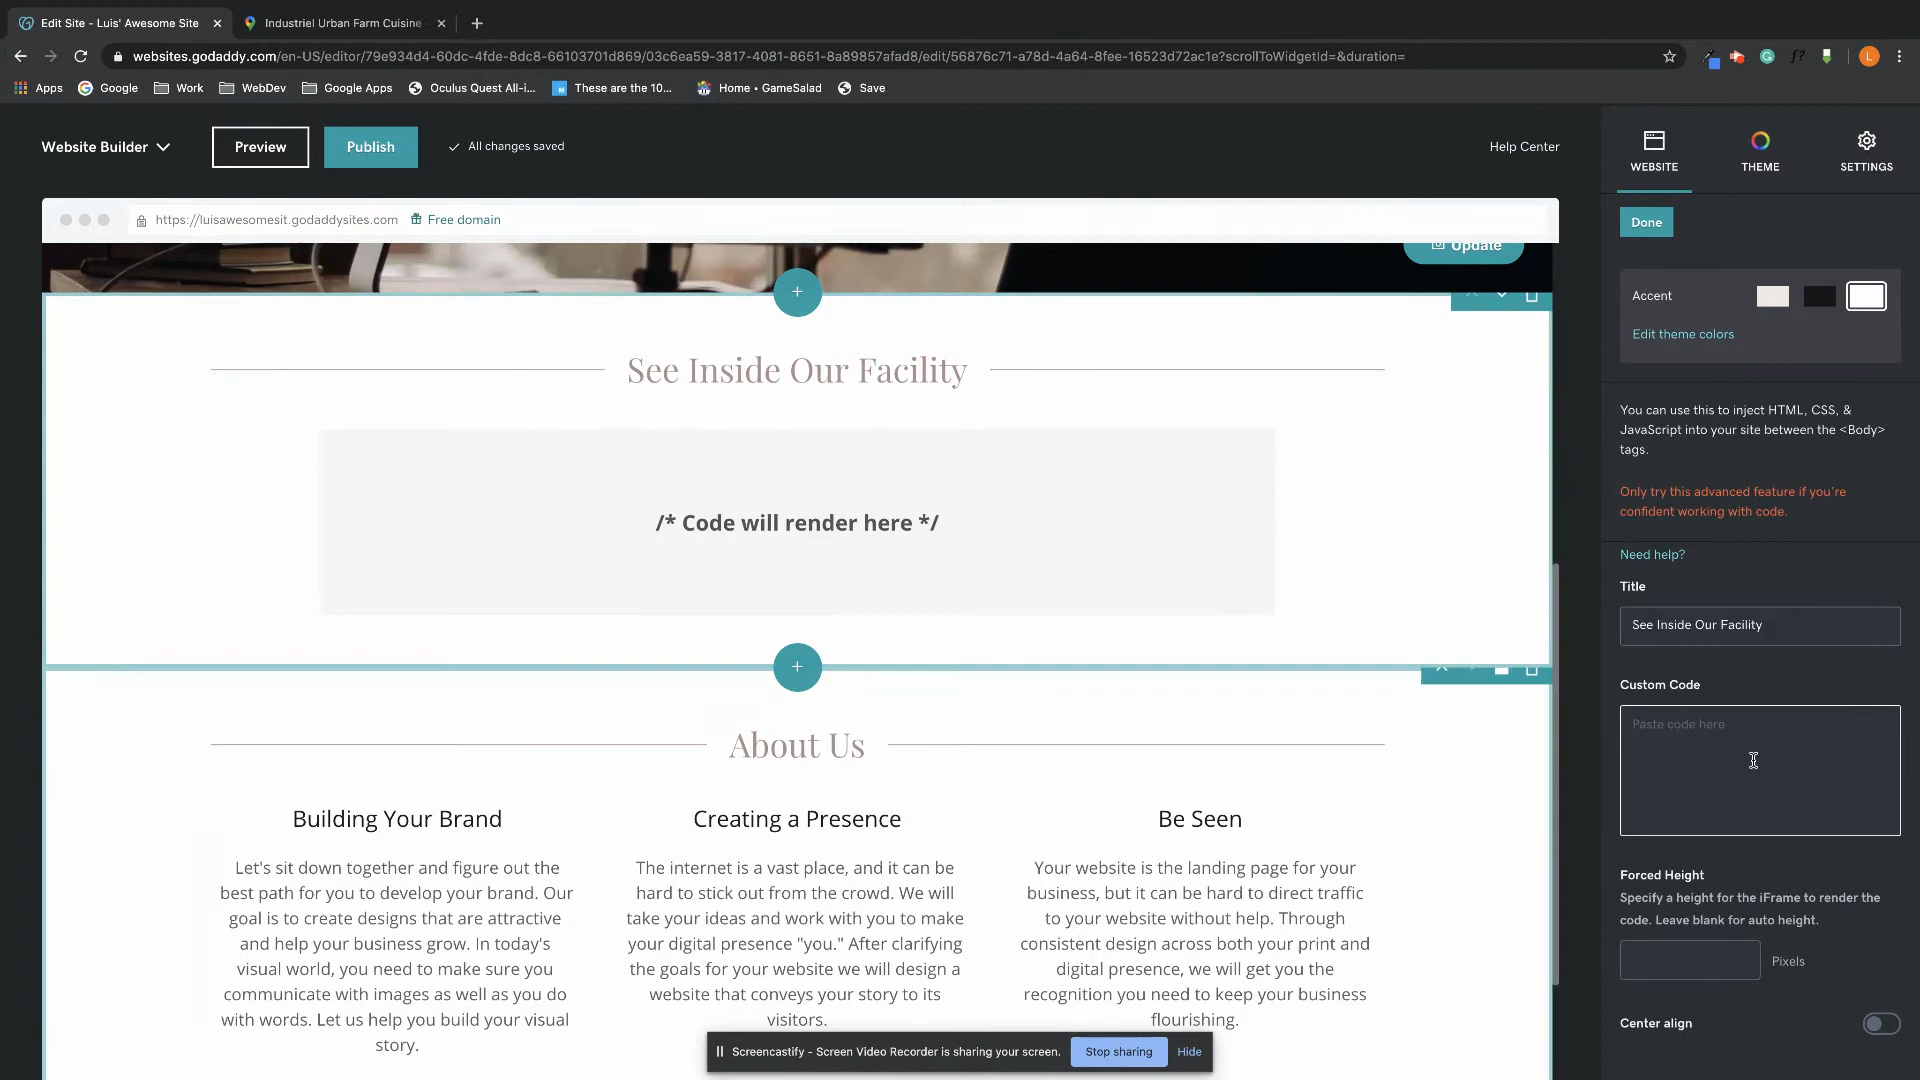 Edit Site - Luis' Awesome Site
Industriel Urban Farm Cuisine
websites.godaddy.com/en-US/editor/79e934d4-60dc-4fde-8dc8-66103701d869/03c6ea59-3817-4081-8651-8a89857afad8/edit/56876c71-a78d-4a64-8fee-16523d72ac1e?scrollToWidgetId=&duration=
f?
L
Apps
Google
Work
WebDev
Google Apps
Oculus Quest All-i...
These are the 10...
Home • GameSalad
Save
Website Builder
Preview
Publish
All changes saved
Help Center
WEBSITE
THEME
SETTINGS
https://luisawesomesit.godaddysites.com
Free domain
Update
See Inside Our Facility
/* Code will render here */
About Us
Building Your Brand
Let's sit down together and figure out the
best path for you to develop your brand. Our
goal is to create designs that are attractive
and help your business grow. In today's
visual world, you need to make sure you
communicate with images as well as you do
with words. Let us help you build your visual
story.
Creating a Presence
The internet is a vast place, and it can be
hard to stick out from the crowd. We will
take your ideas and work with you to make
your digital presence "you." After clarifying
the goals for your website we will design a
website that conveys your story to its
visitors.
Be Seen
Your website is the landing page for your
business, but it can be hard to direct traffic
to your website without help. Through
consistent design across both your print and
digital presence, we will get you the
recognition you need to keep your business
flourishing.
Done
Accent
Edit theme colors
You can use this to inject HTML, CSS, &
JavaScript into your site between the <Body>
tags.
Only try this advanced feature if you're
confident working with code.
Need help?
Title
See Inside Our Facility
Custom Code
Paste code here
Forced Height
Specify a height for the iFrame to render the
code. Leave blank for auto height.
Pixels
Center align
Screencastify - Screen Video Recorder is sharing your screen.
Stop sharing
Hide